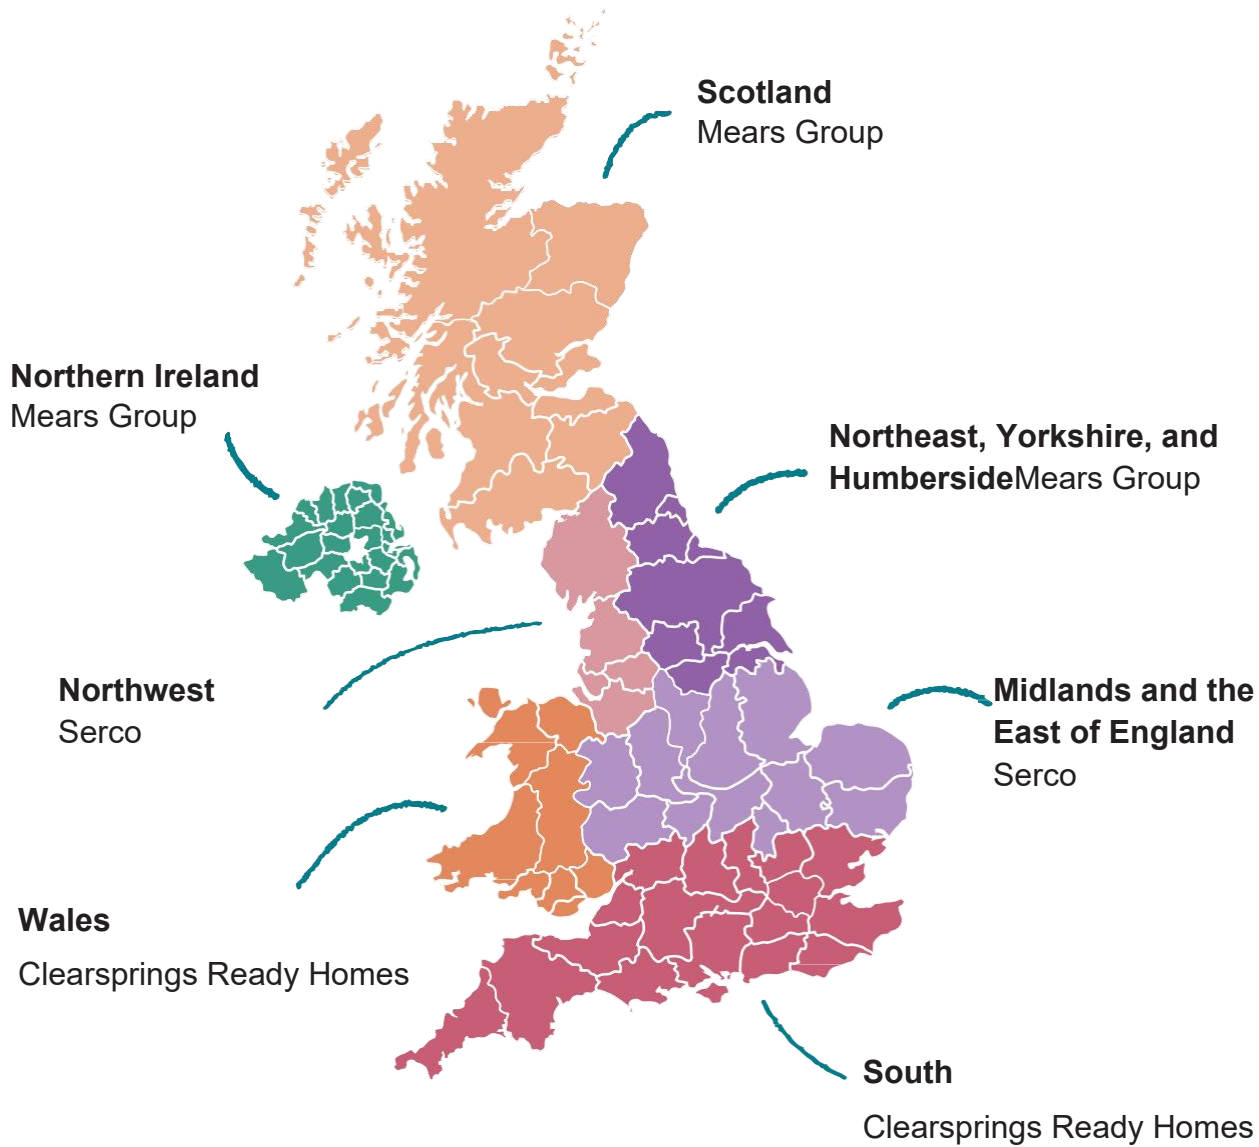 Scotland
Mears Group
Northern Ireland
Mears Group
Northeast, Yorkshire, and
HumbersideMears Group
Northwest
Serco
Midlands and the
East of England
Serco
Wales
Clearsprings Ready Homes
South
Clearsprings Ready Homes